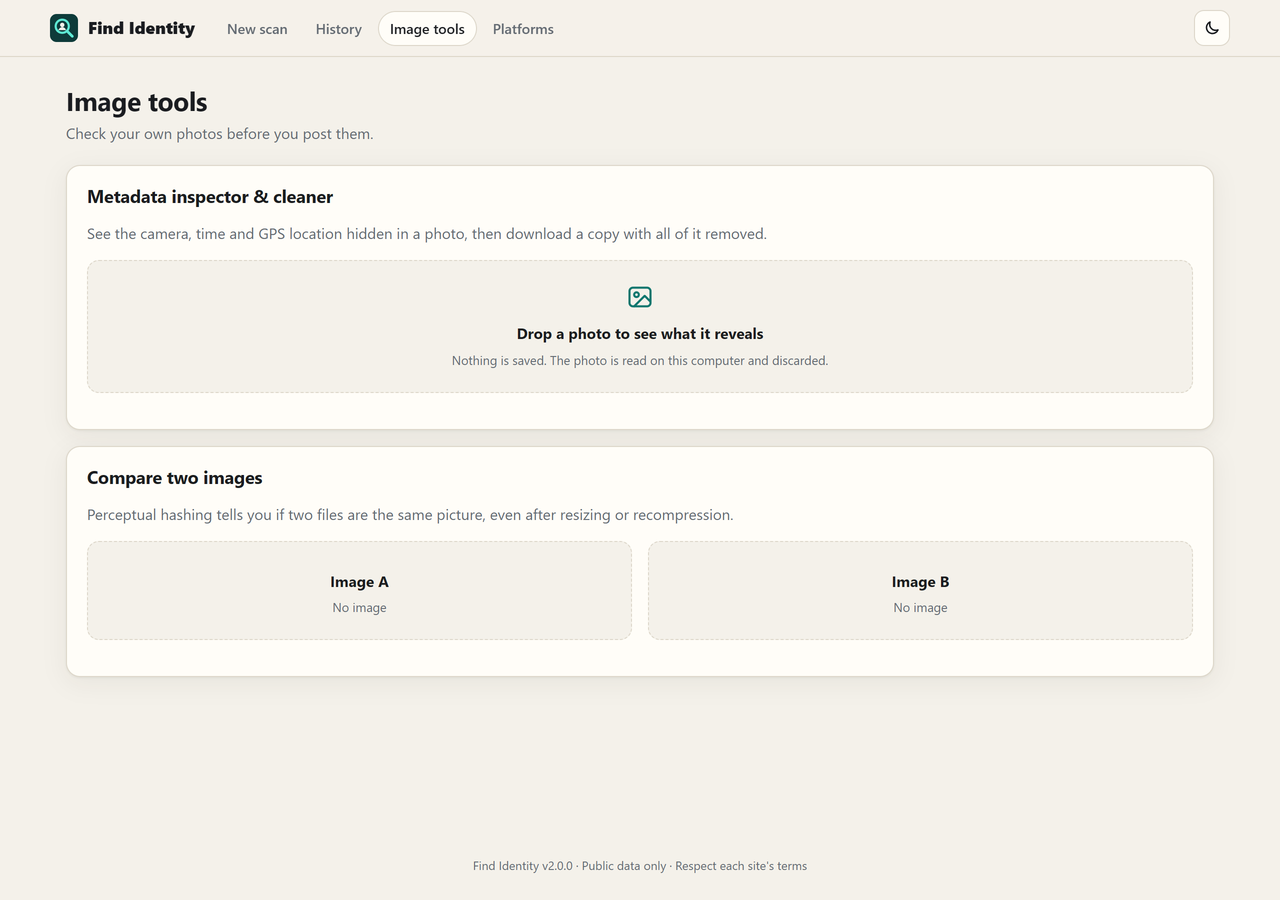 Find Identity
New scan
History
Image tools
Platforms
Image tools
Check your own photos before you post them.
Metadata inspector & cleaner
See the camera, time and GPS location hidden in a photo, then download a copy with all of it removed.
Drop a photo to see what it reveals
Nothing is saved. The photo is read on this computer and discarded.
Compare two images
Perceptual hashing tells you if two files are the same picture, even after resizing or recompression.
Image A
No image
Image B
No image
Find Identity v2.0.0 · Public data only · Respect each site's terms